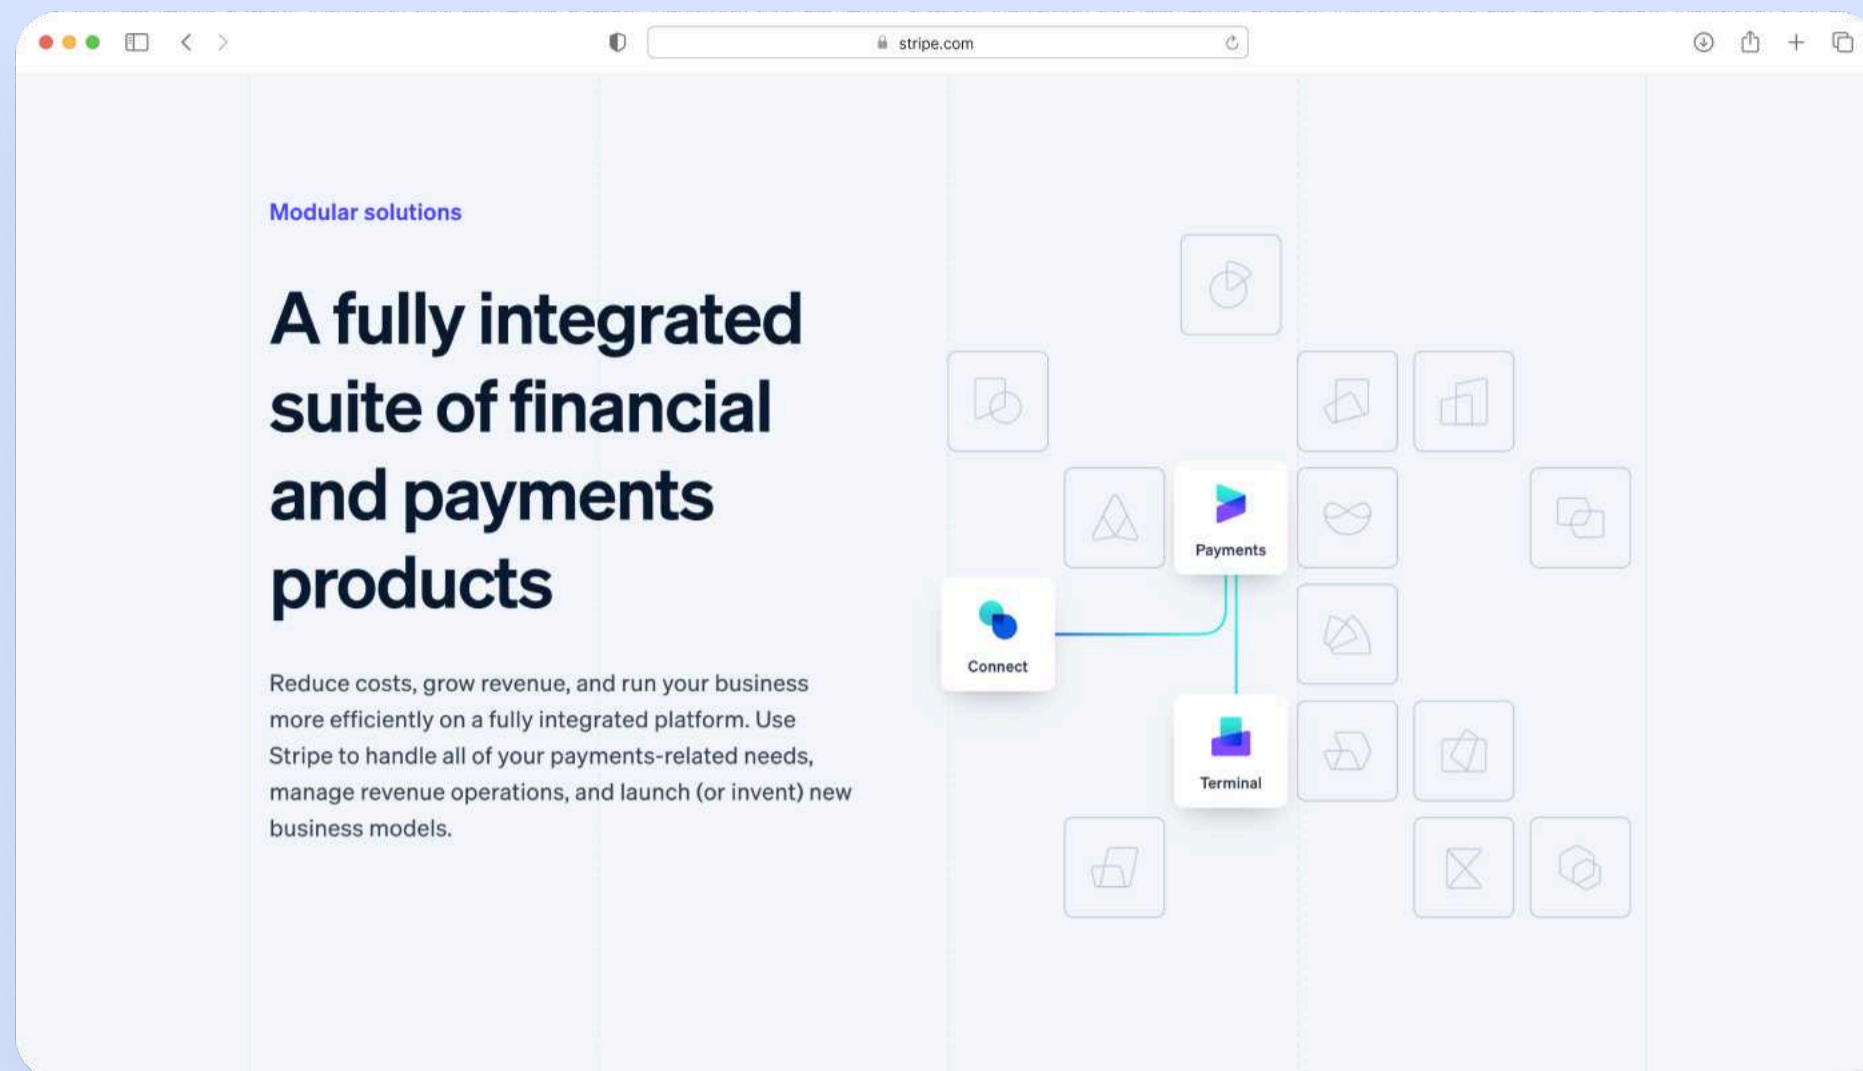 stripe.com
Modular solutions
A fully integrated
suite of financial
and payments
products
Reduce costs, grow revenue, and run your business
more efficiently on a fully integrated platform. Use
Stripe to handle all of your payments-related needs,
manage revenue operations, and launch (or invent) new
business models.
Payments
Connect
Terminal